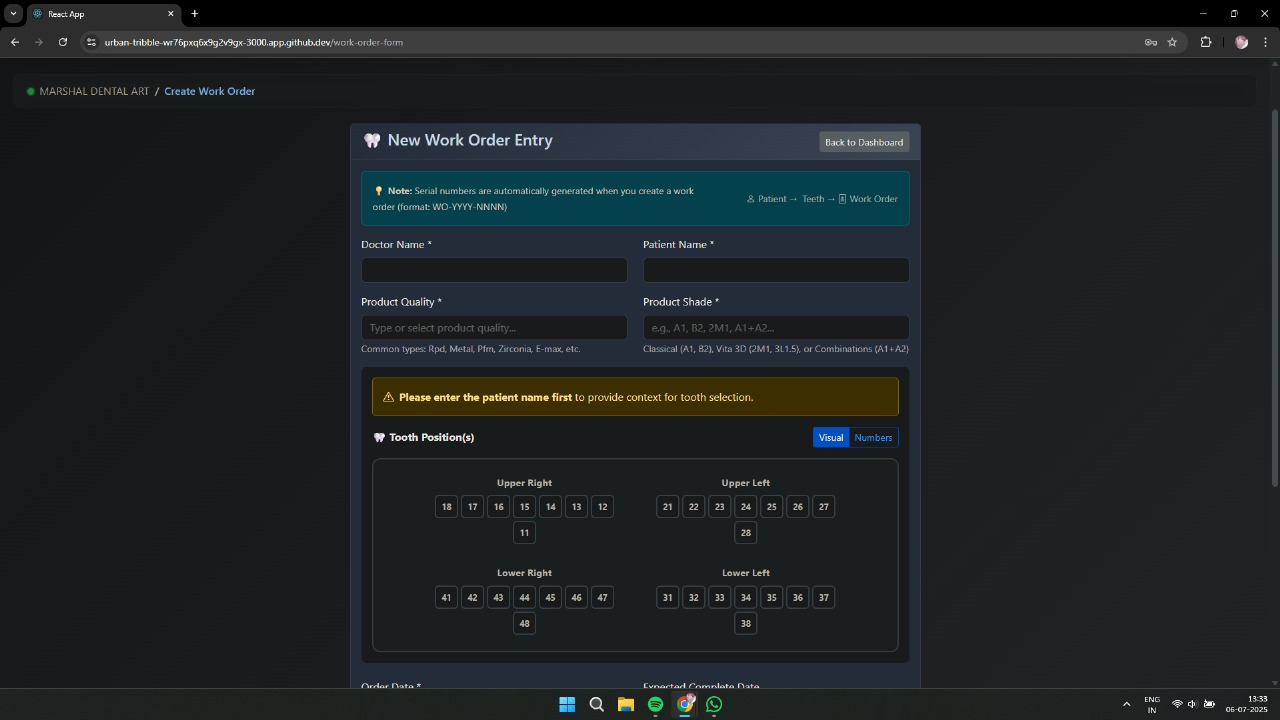 React App
urban-tribble-wr76pxq6x9g2v9gx-3000.app.github.dev/work-order-form
MARSHAL DENTAL ART / Create Work Order
New Work Order Entry
Back to Dashboard
Note: Serial numbers are automatically generated when you create a work
order (format: WO-YYYY-NNNN)
Patient → Teeth → Work Order
Doctor Name *
Patient Name *
Product Quality *
Product Shade *
Type or select product quality...
e.g., A1, B2, 2M1, A1+A2...
Common types: Rpd, Metal, Pfm, Zirconia, E-max, etc.
Classical (A1, B2), Vita 3D (2M1, 3L1.5), or Combinations (A1+A2)
Please enter the patient name first to provide context for tooth selection.
Tooth Position(s)
Visual Numbers
Upper Right
Upper Left
18 17 16 15 14 13 12
21 22 23 24 25 26 27
11
28
Lower Right
Lower Left
41 42 43 44 45 46 47
31 32 33 34 35 36 37
48
38
Order Date *
Expected Complete Date
ENG
IN
13:33
06-07-2025